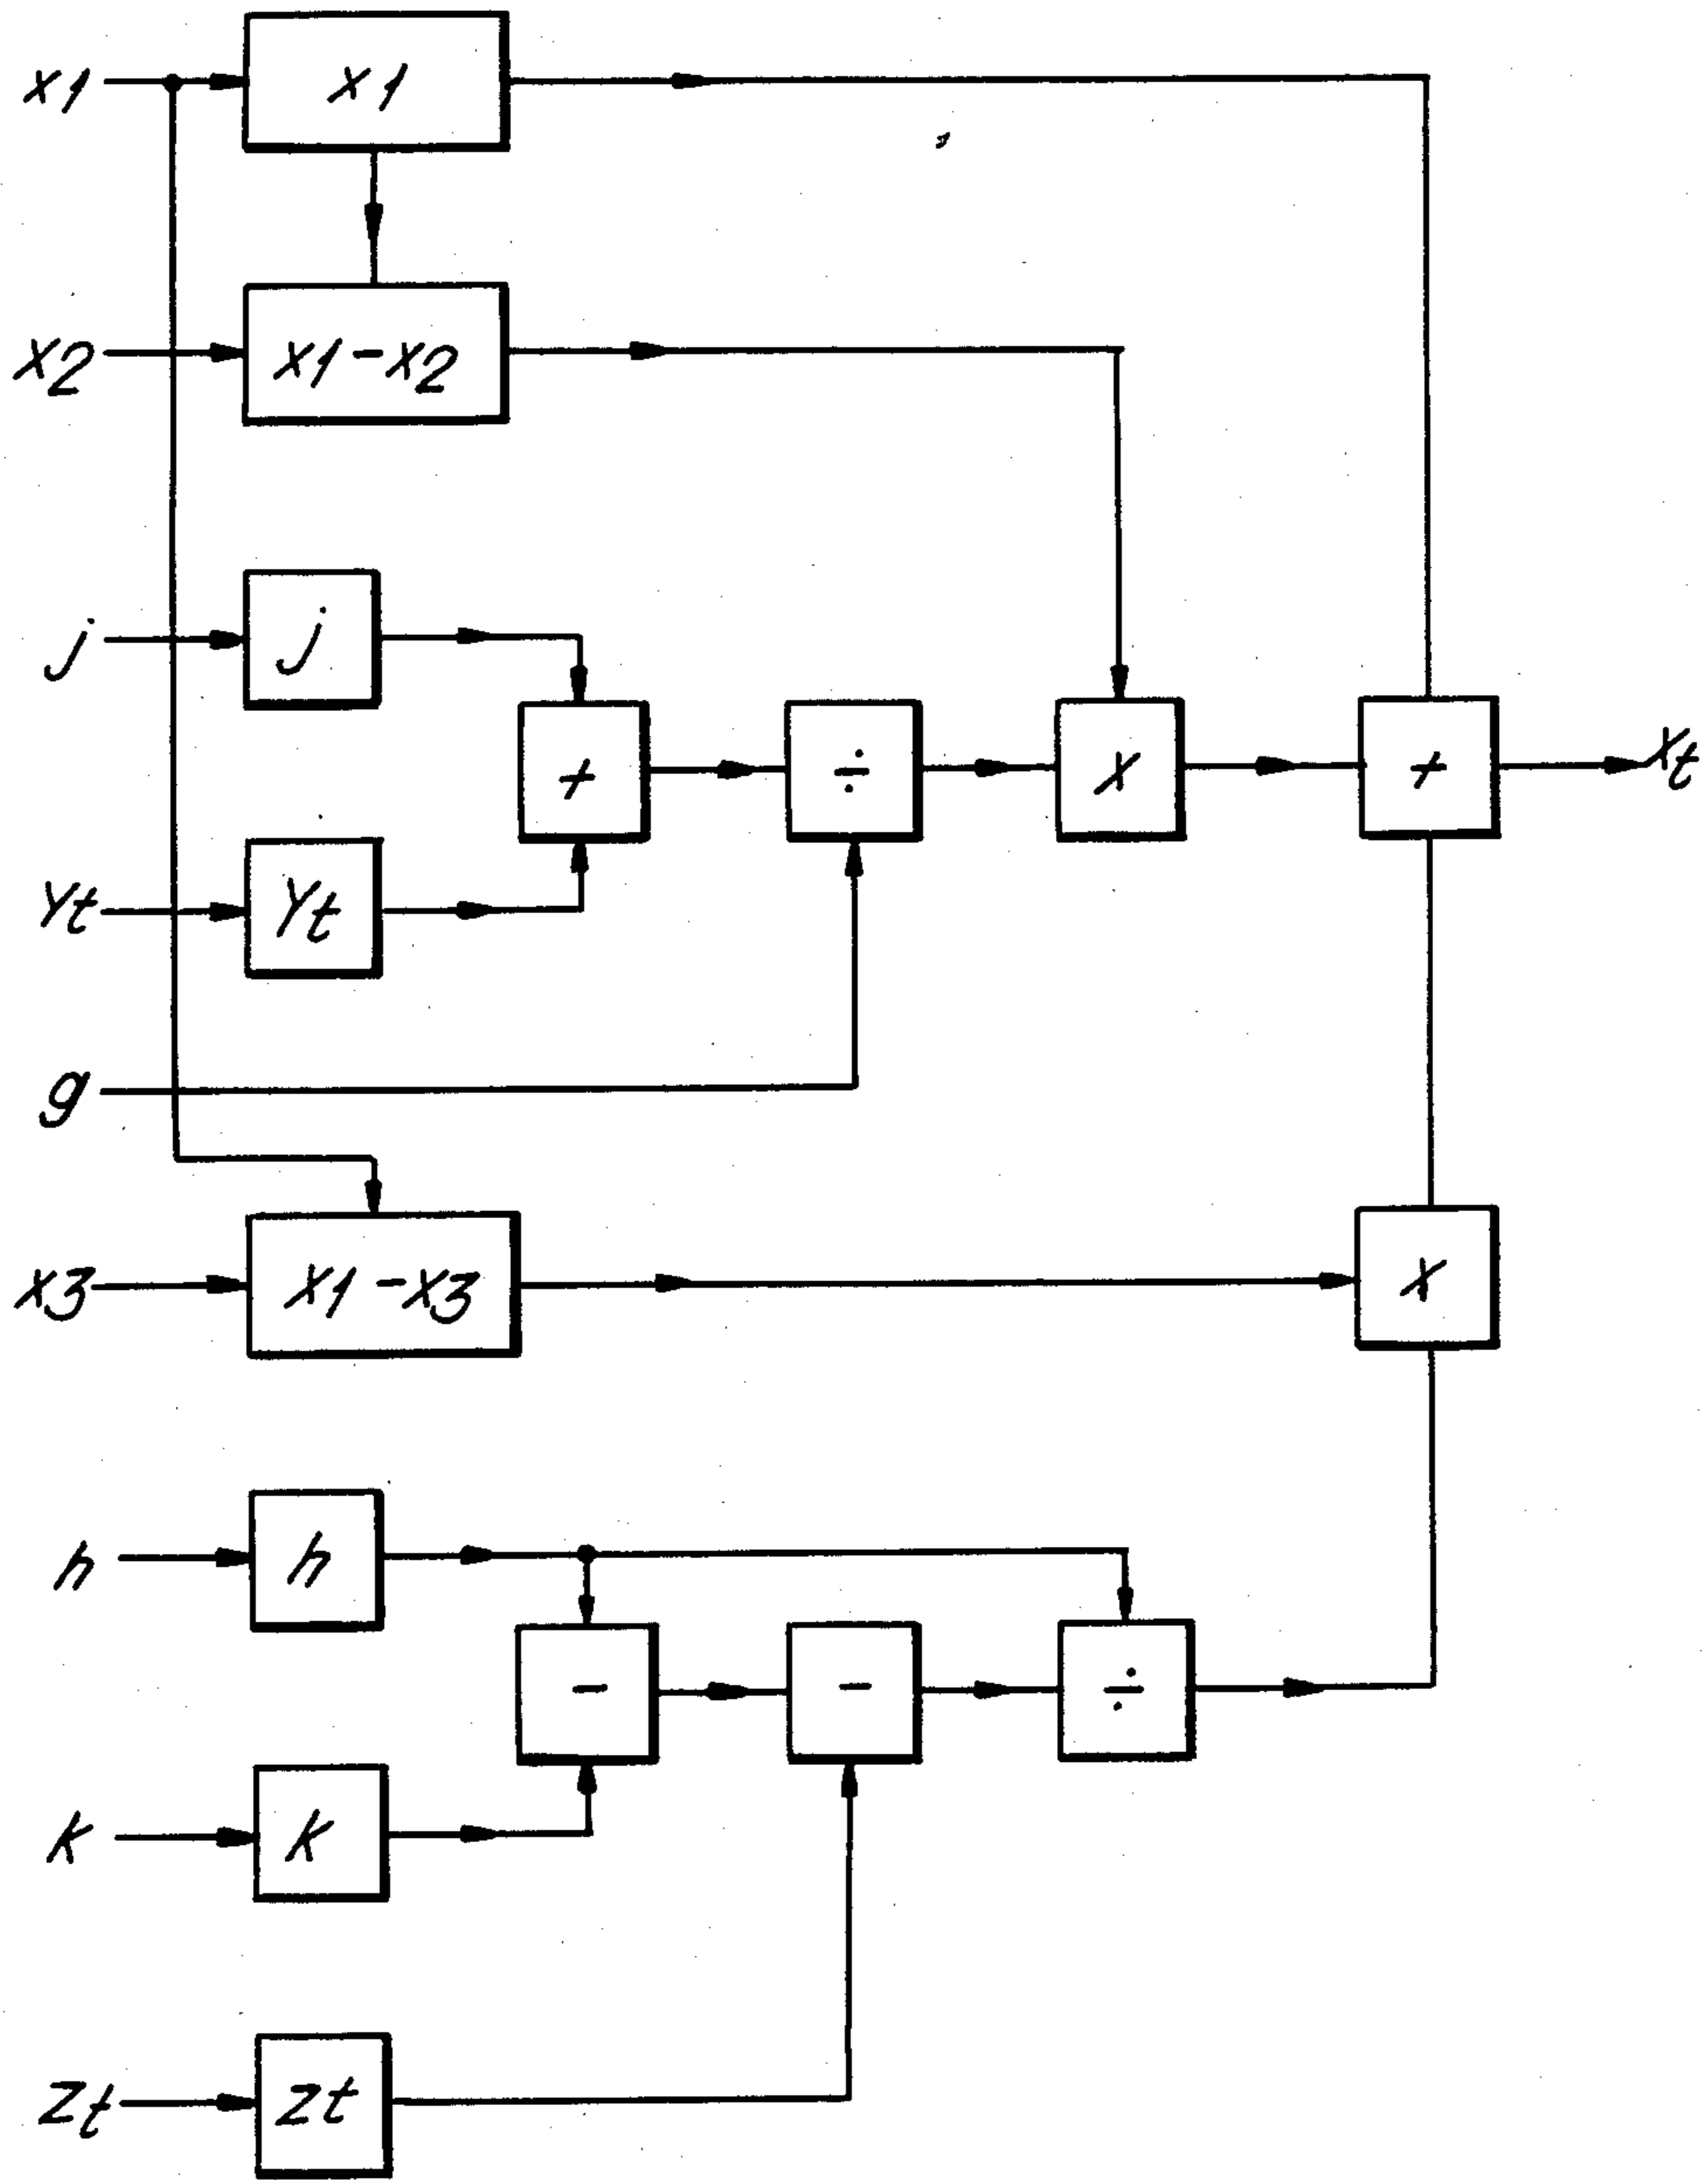 x1 x1
x2 x1-x2
j j
+ ÷ x + xt
Yt Yt
g
x3 x1-x3 x
h h
- - ÷
k k
zt zt